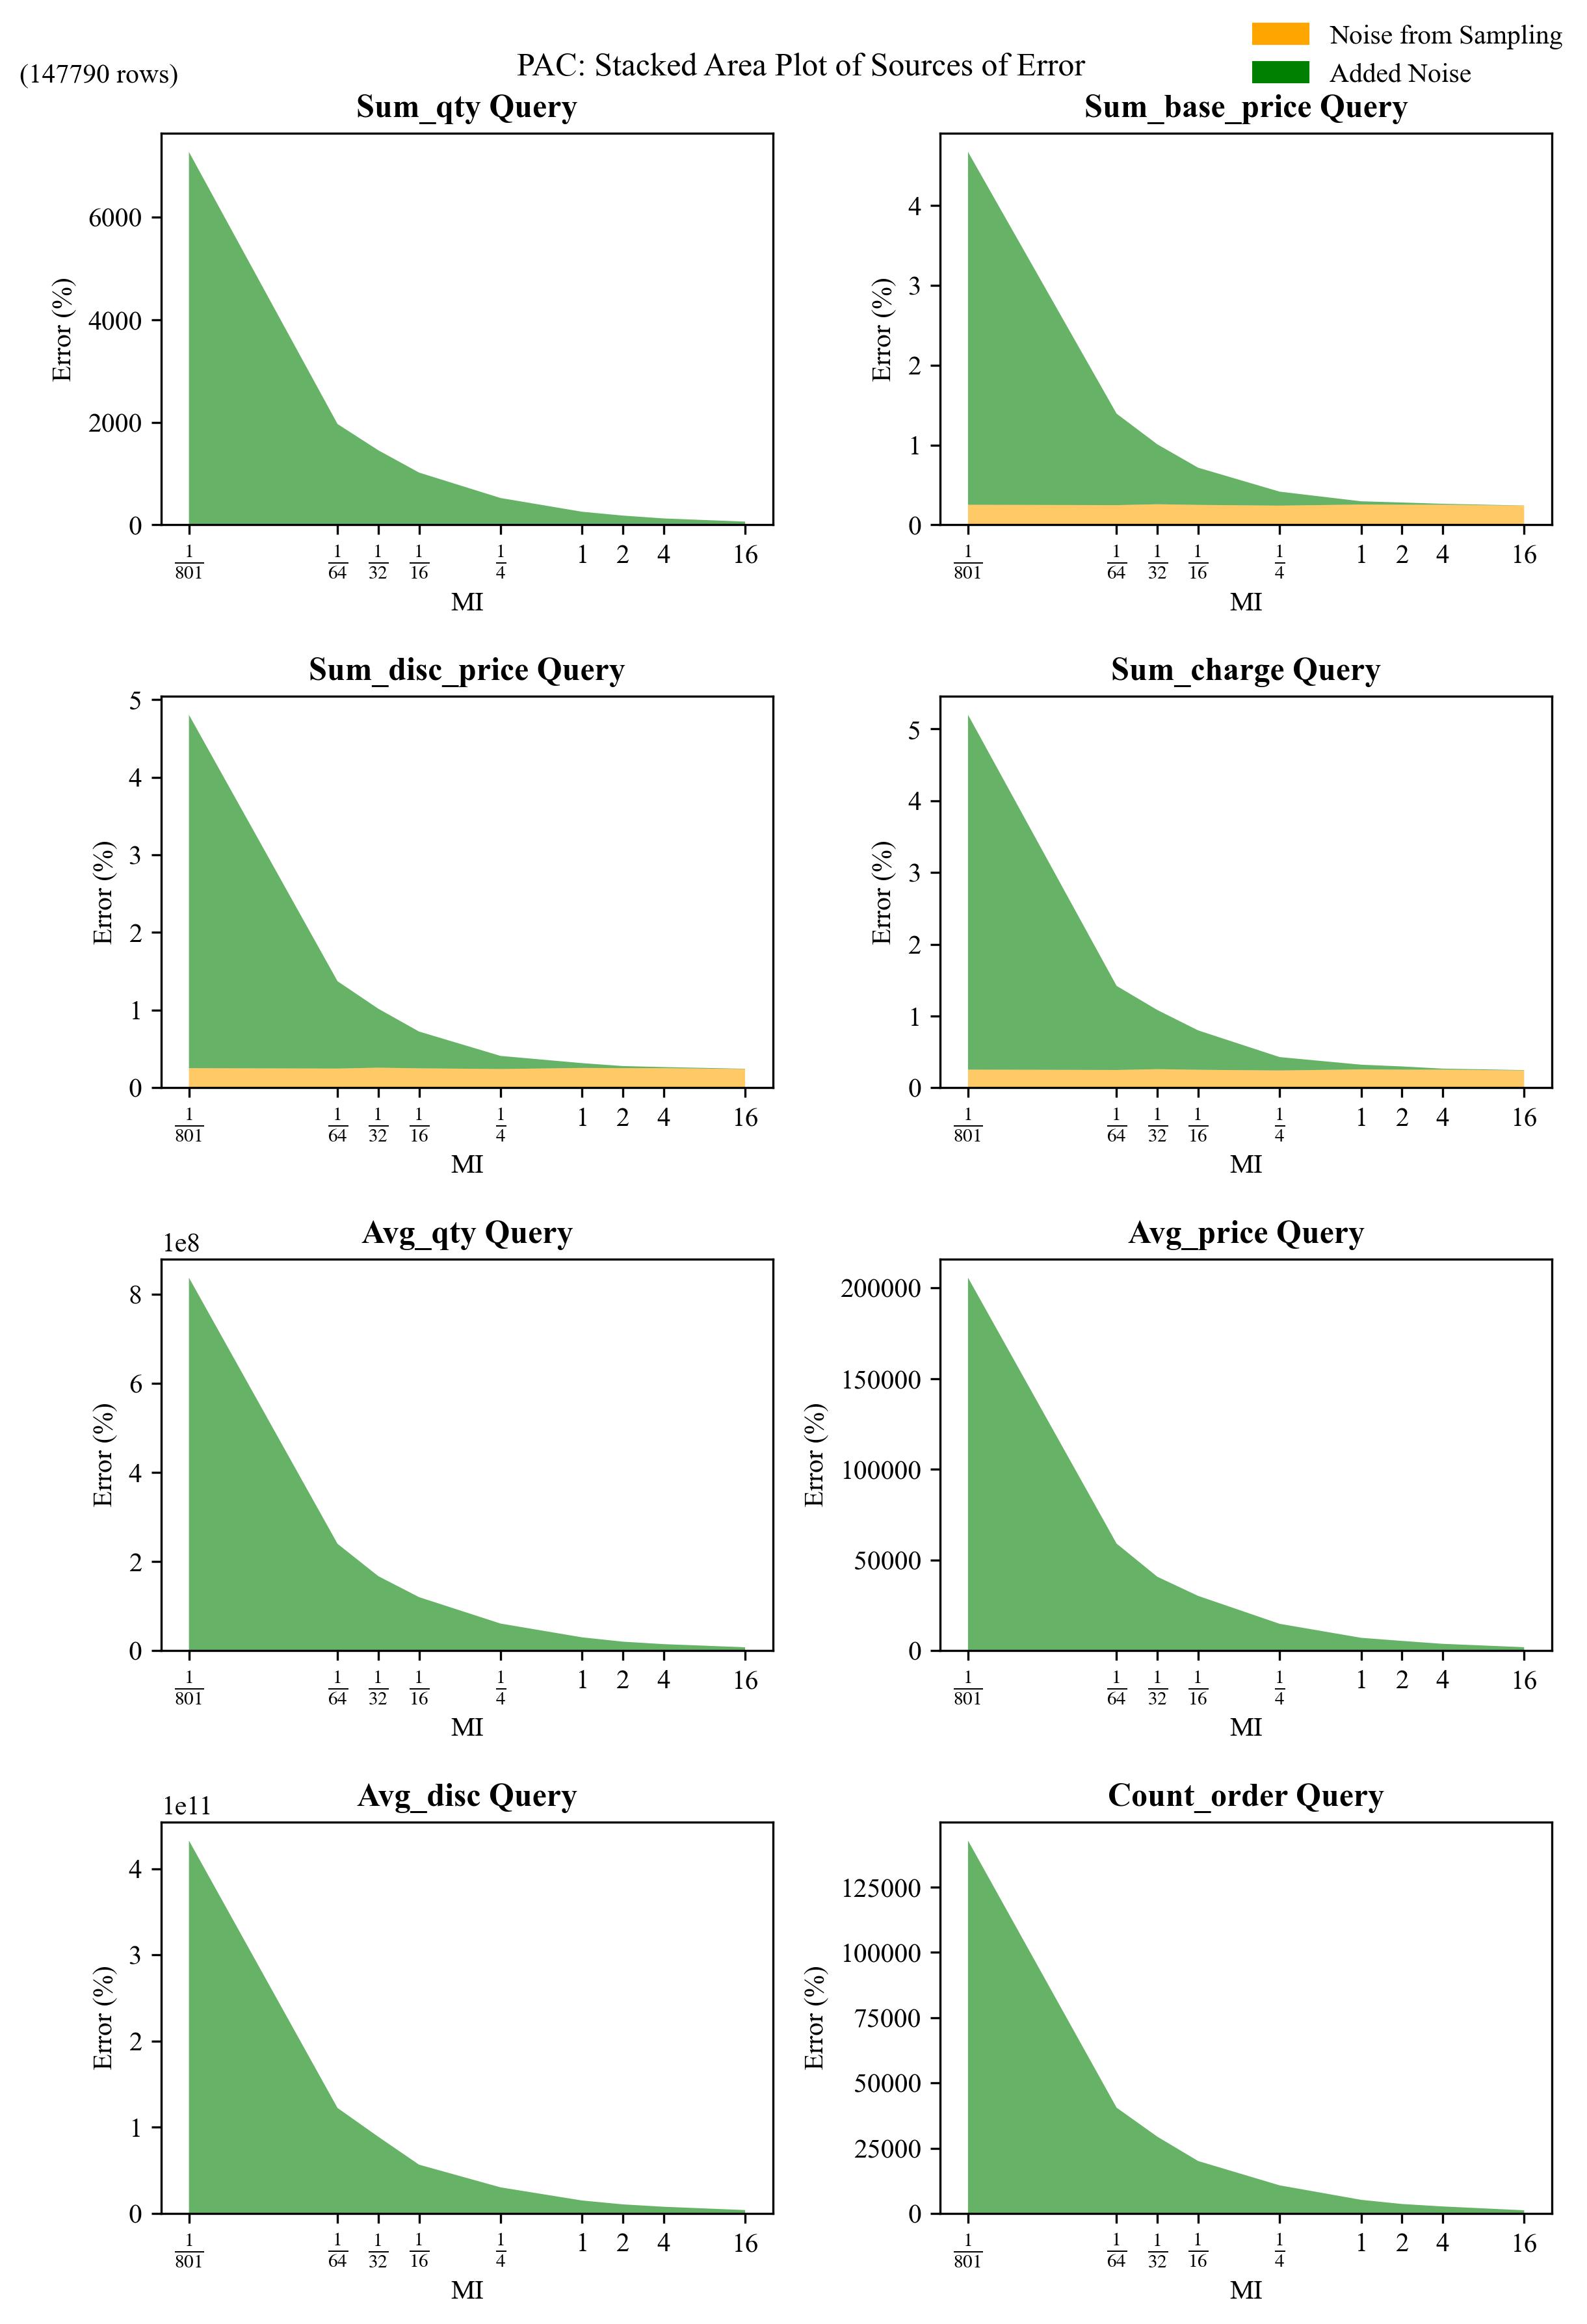 Noise from Sampling
Added Noise
(147790 rows)
PAC: Stacked Area Plot of Sources of Error
Sum_qty Query
Error (%)
6000
4000
2000
0
1/801 1/64 1/32 1/16 1/4 1 2 4 16
MI
Sum_base_price Query
Error (%)
4
3
2
1
0
1/801 1/64 1/32 1/16 1/4 1 2 4 16
MI
Sum_disc_price Query
Error (%)
5
4
3
2
1
0
1/801 1/64 1/32 1/16 1/4 1 2 4 16
MI
Sum_charge Query
Error (%)
5
4
3
2
1
0
1/801 1/64 1/32 1/16 1/4 1 2 4 16
MI
Avg_qty Query
1e8
Error (%)
8
6
4
2
0
1/801 1/64 1/32 1/16 1/4 1 2 4 16
MI
Avg_price Query
Error (%)
200000
150000
100000
50000
0
1/801 1/64 1/32 1/16 1/4 1 2 4 16
MI
Avg_disc Query
1e11
Error (%)
4
3
2
1
0
1/801 1/64 1/32 1/16 1/4 1 2 4 16
MI
Count_order Query
Error (%)
125000
100000
75000
50000
25000
0
1/801 1/64 1/32 1/16 1/4 1 2 4 16
MI